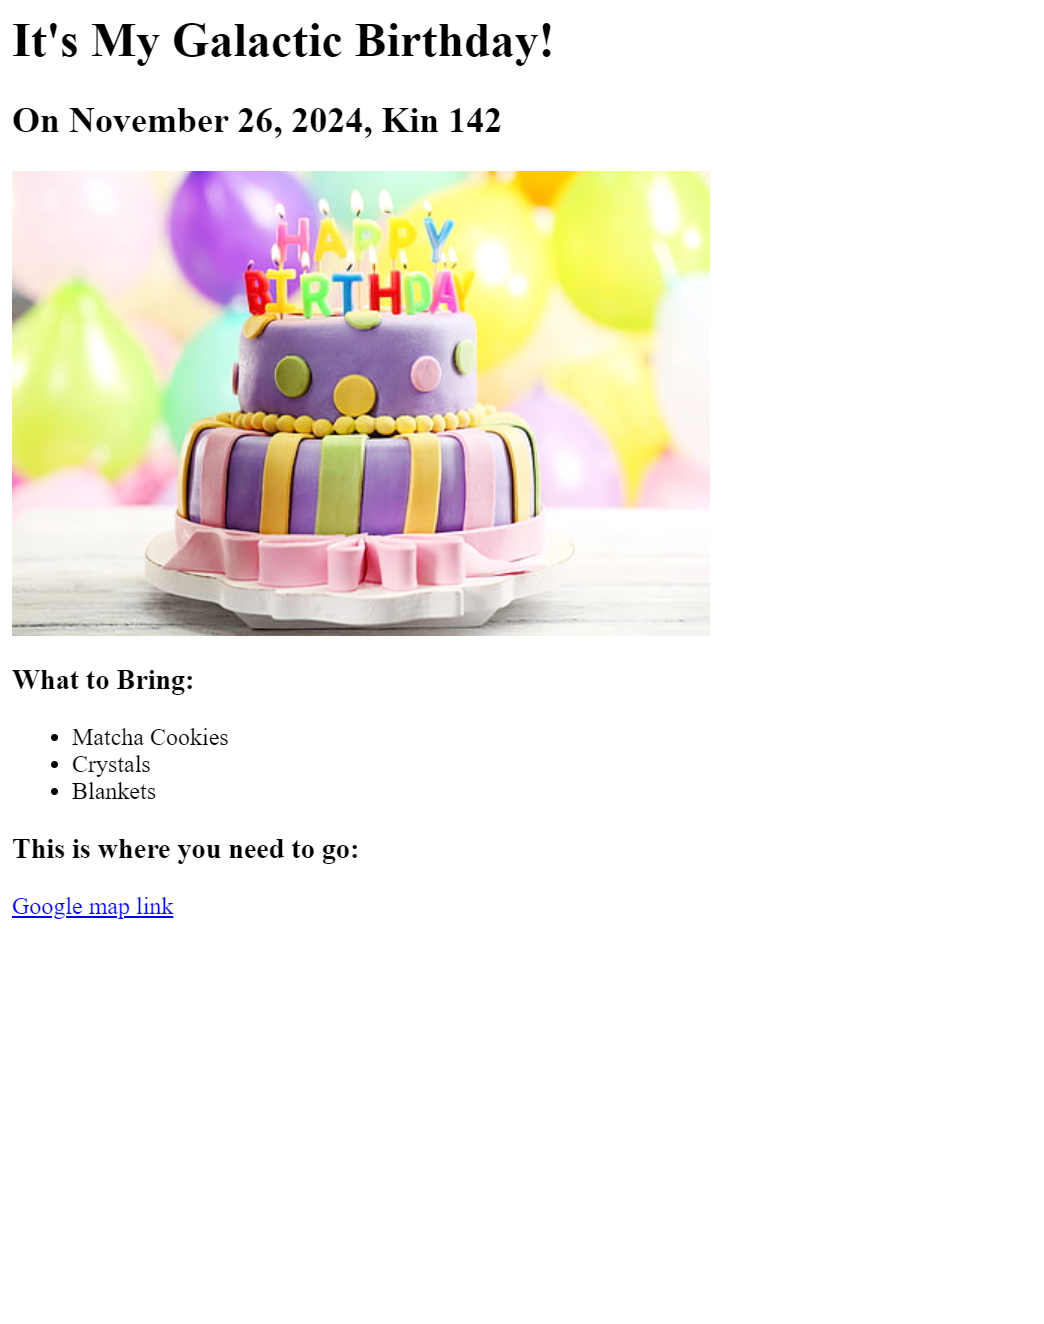 It's My Galactic Birthday!
On November 26, 2024, Kin 142
HAPPY
BIRTHDAY
What to Bring:
Matcha Cookies
Crystals
Blankets
This is where you need to go:
Google map link